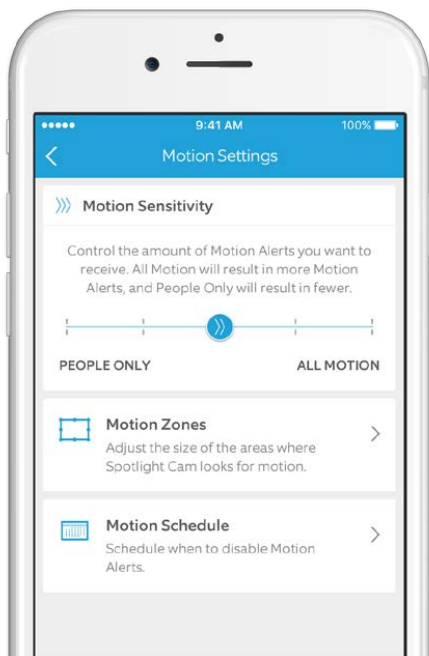 9:41 AM
100%
Motion Settings
Motion Sensitivity
Control the amount of Motion Alerts you want to
receive. All Motion will result in more Motion
Alerts, and People Only will result in fewer.
PEOPLE ONLY
ALL MOTION
Motion Zones
Adjust the size of the areas where
Spotlight Cam looks for motion.
Motion Schedule
Schedule when to disable Motion
Alerts.